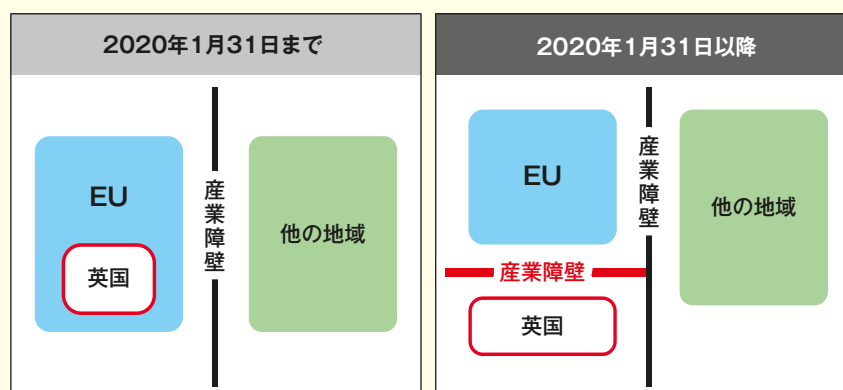 2020年1月31日まで
EU
英国
産業障壁
他の地域
2020年1月31日以降
EU
産業障壁
英国
産業障壁
他の地域